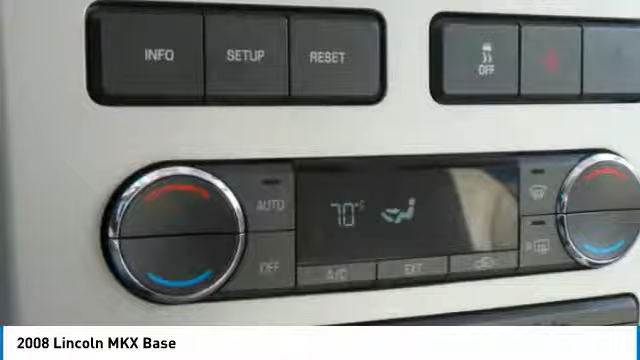 INFO SETUP RESET OFF
AUTO 70°F
OFF A/C EXT R
2008 Lincoln MKX Base